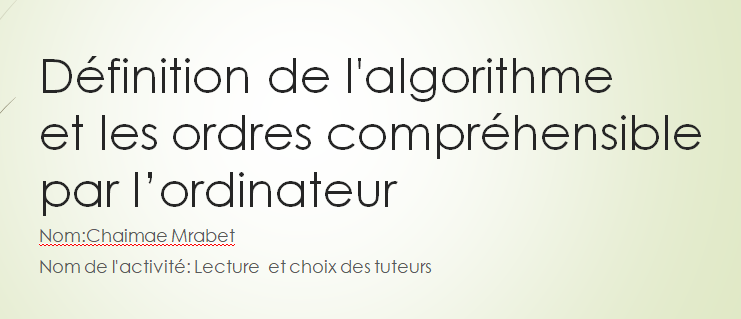 Définition de l'algorithme
et les ordres compréhensible
par l’ordinateur
Nom:Chaimae Mrabet
Nom de l'activité: Lecture  et choix des tuteurs